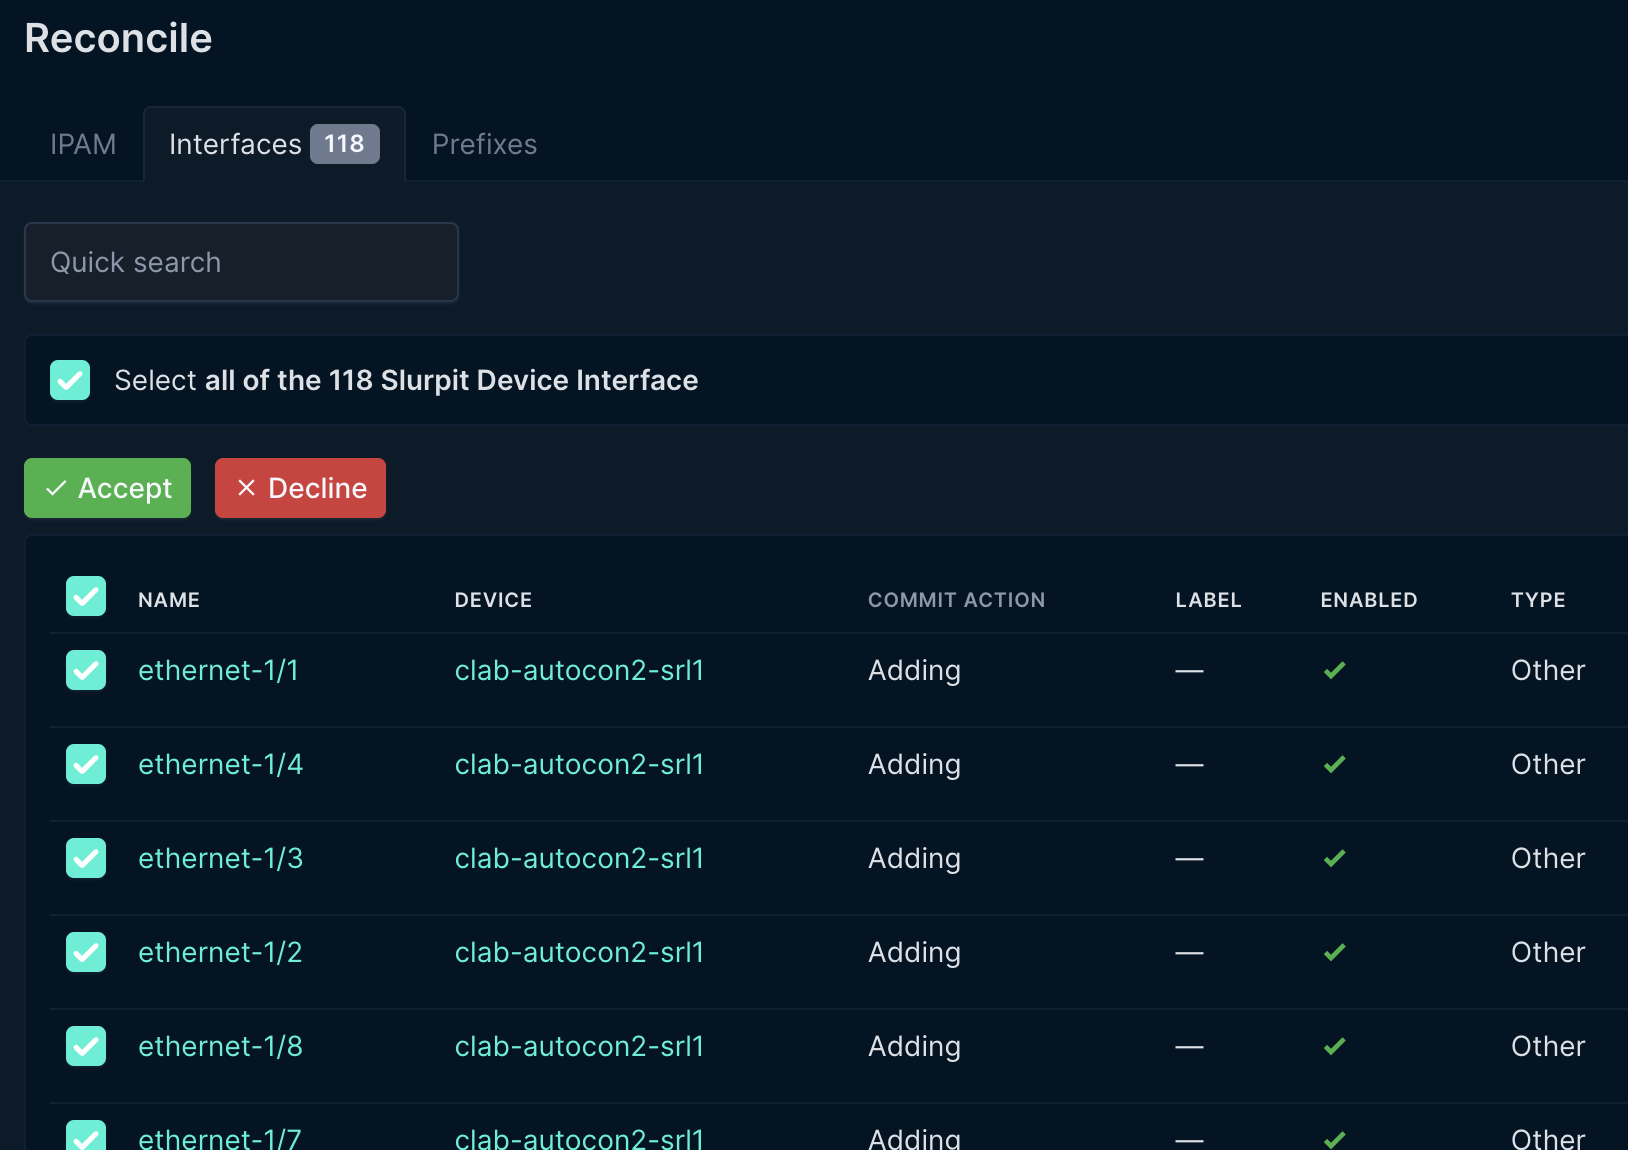 Reconcile
IPAM Interfaces 118 Prefixes
Quick search
Select all of the 118 Slurpit Device Interface
Accept Decline
NAME DEVICE COMMIT ACTION LABEL ENABLED TYPE
ethernet-1/1 clab-autocon2-srl1 Adding — Other
ethernet-1/4 clab-autocon2-srl1 Adding — Other
ethernet-1/3 clab-autocon2-srl1 Adding — Other
ethernet-1/2 clab-autocon2-srl1 Adding — Other
ethernet-1/8 clab-autocon2-srl1 Adding — Other
ethernet-1/7 clab-autocon2-srl1 Adding — Other